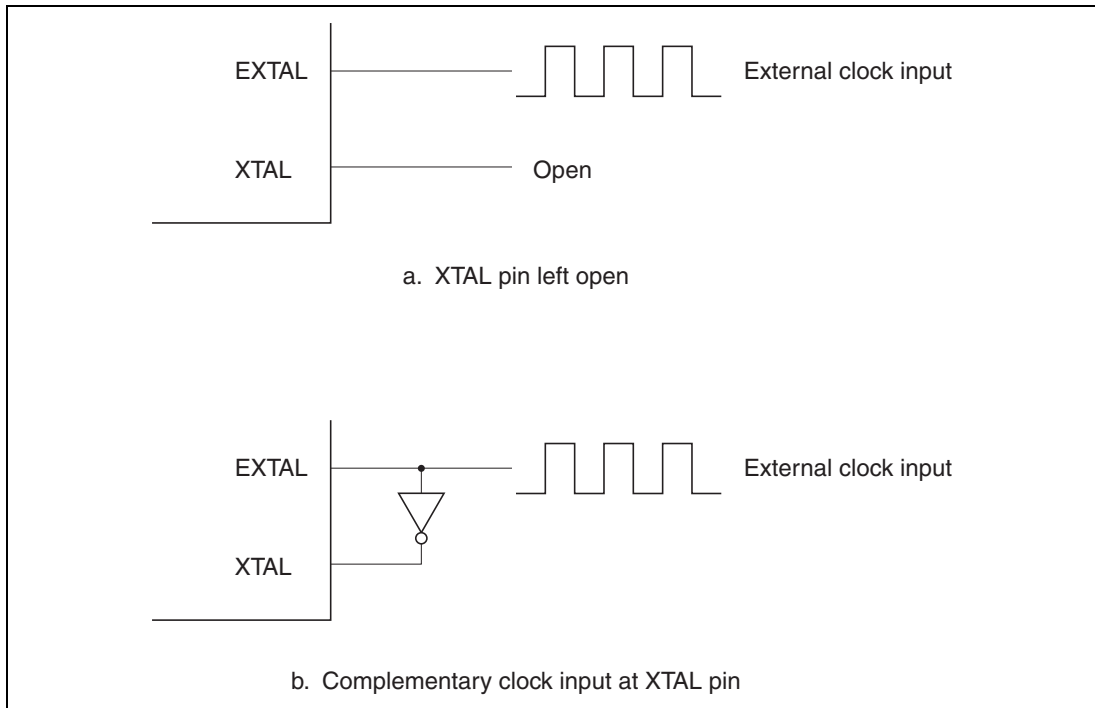 EXTAL
External clock input
XTAL
Open
a. XTAL pin left open
EXTAL
External clock input
XTAL
b. Complementary clock input at XTAL pin